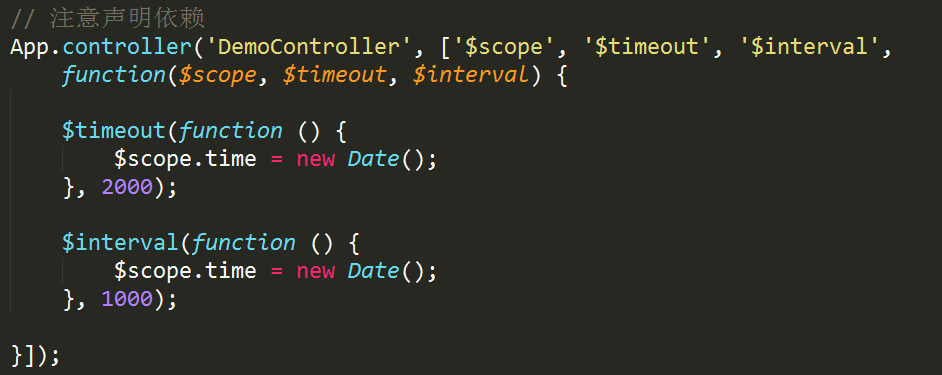 // 注意声明依赖
App.controller('DemoController', ['$scope', '$timeout', '$interval',
    function($scope, $timeout, $interval) {

    $timeout(function () {
        $scope.time = new Date();
    }, 2000);

    $interval(function () {
        $scope.time = new Date();
    }, 1000);

}]);